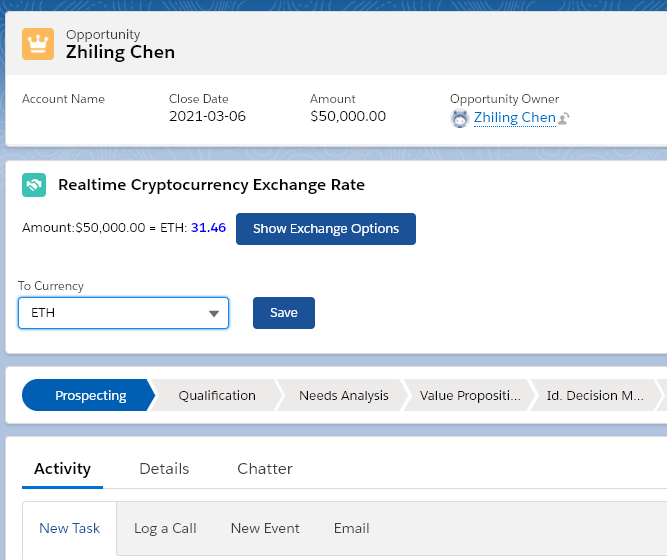 Opportunity
Zhiling Chen
Account Name Close Date Amount Opportunity Owner
2021-03-06 $50,000.00 Zhiling Chen
Realtime Cryptocurrency Exchange Rate
Amount:$50,000.00 = ETH: 31.46 Show Exchange Options
To Currency
ETH Save
Prospecting Qualification Needs Analysis Value Propositi... Id. Decision M...
Activity Details Chatter
New Task Log a Call New Event Email